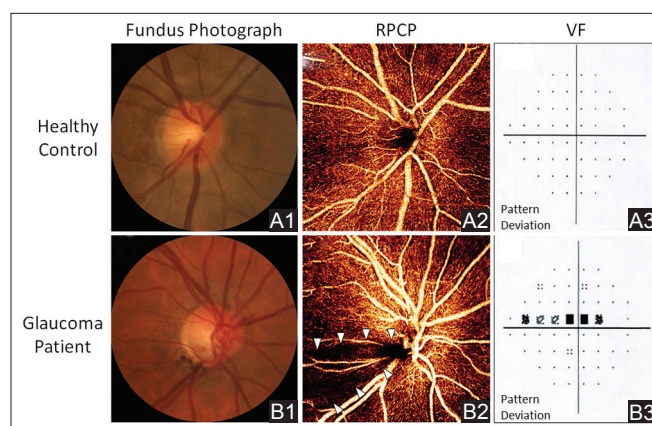 Fundus Photograph RPCP VF
Healthy
Control
A1 A2 Pattern
Deviation A3
Glaucoma
Patient
B1 B2 Pattern
Deviation B3